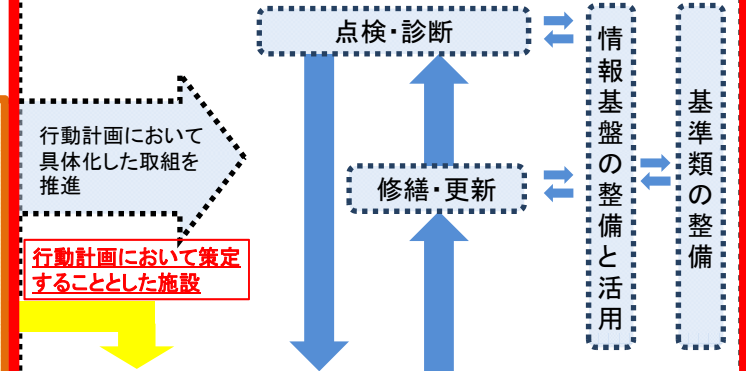 点検・診断
行動計画において
具体化した取組を
推進
修繕・更新
行動計画において策定
することとした施設
情報基盤の整備と活用
基準類の整備